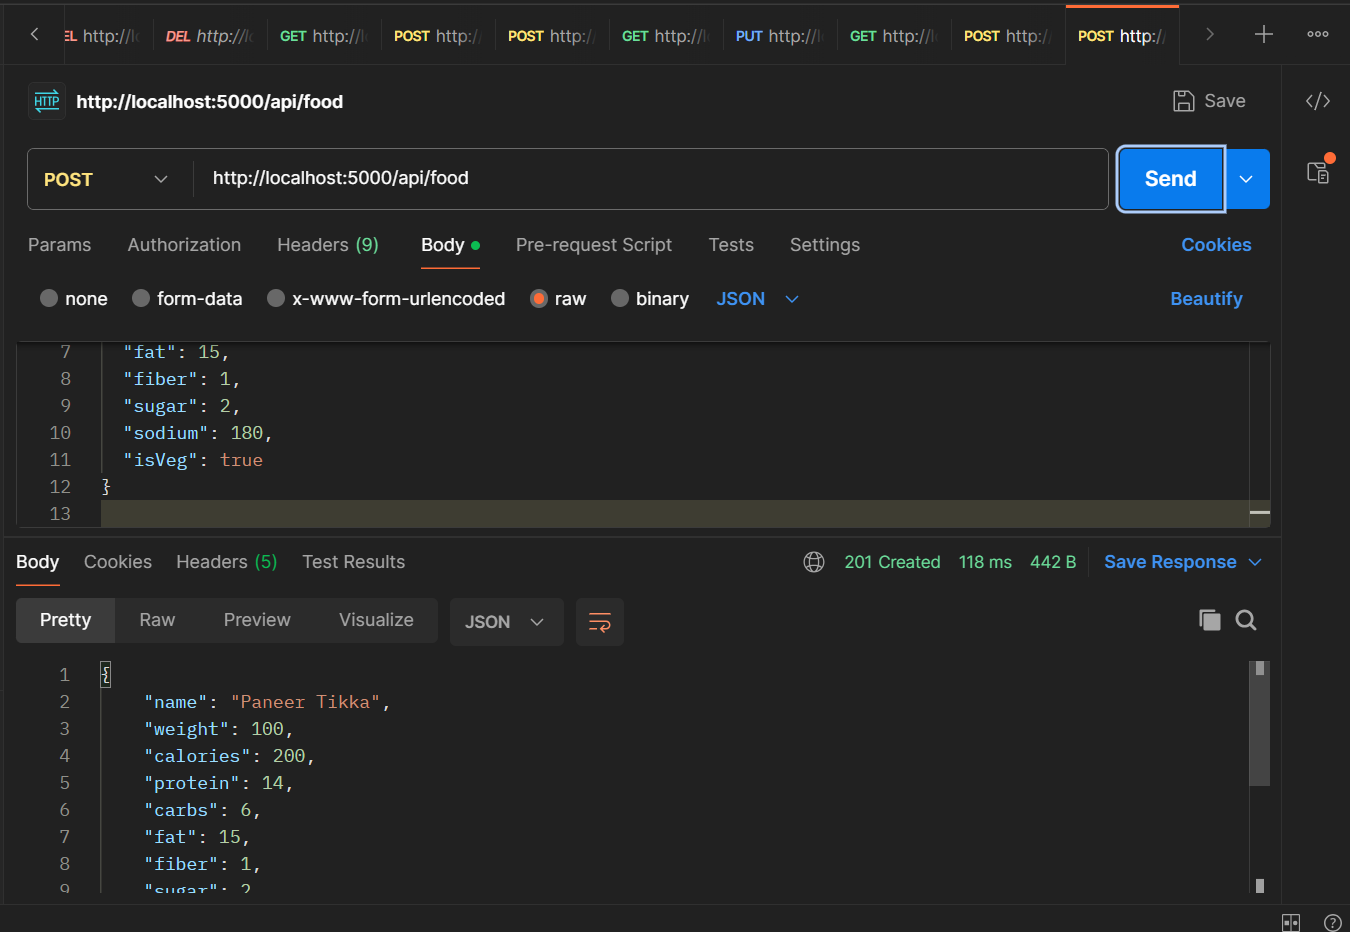 EL http://l
DEL http://l
GET http://l
POST http:/
POST http:/
GET http://l
PUT http://l
GET http://l
POST http:/
POST http:/
HTTP http://localhost:5000/api/food
Save
POST http://localhost:5000/api/food
Send
Params Authorization Headers (9) Body Pre-request Script Tests Settings Cookies
none form-data x-www-form-urlencoded raw binary JSON Beautify
7 "fat": 15,
8 "fiber": 1,
9 "sugar": 2,
10 "sodium": 180,
11 "isVeg": true
12 }
13
Body Cookies Headers (5) Test Results 201 Created 118 ms 442 B Save Response
Pretty Raw Preview Visualize JSON
1 {
2 "name": "Paneer Tikka",
3 "weight": 100,
4 "calories": 200,
5 "protein": 14,
6 "carbs": 6,
7 "fat": 15,
8 "fiber": 1,
9 "sugar": 2